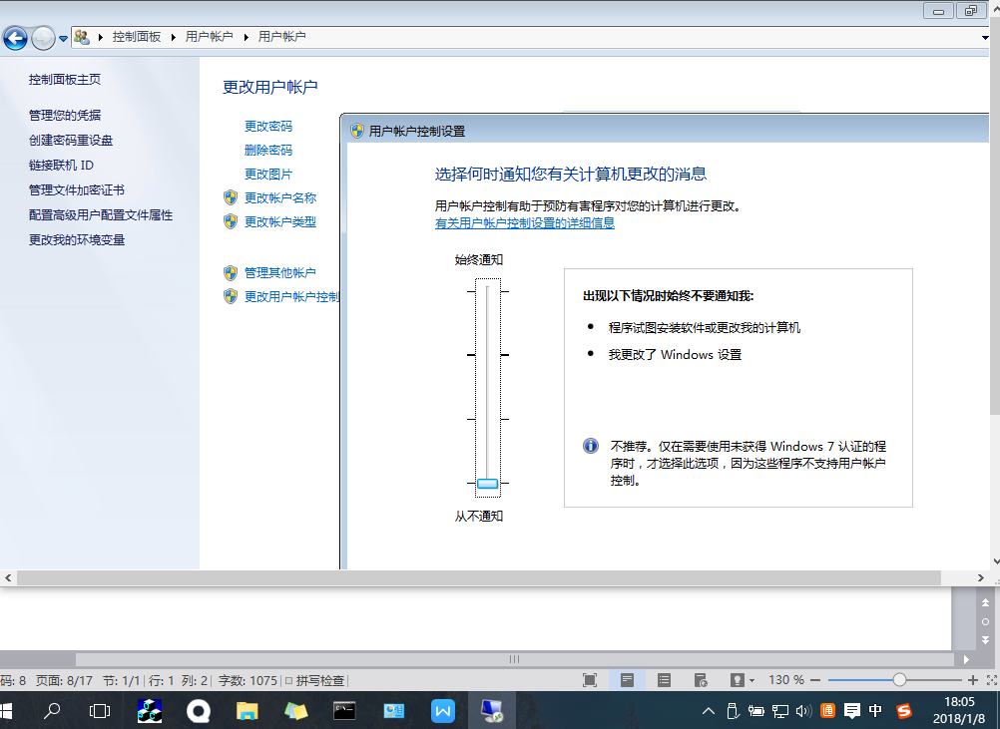 控制面板 用户帐户 用户帐户
控制面板主页
管理您的凭据
创建密码重设盘
链接联机 ID
管理文件加密证书
配置高级用户配置文件属性
更改我的环境变量
更改用户帐户
更改密码
删除密码
更改图片
更改帐户名称
更改帐户类型
管理其他帐户
更改用户帐户控制
用户帐户控制设置
选择何时通知您有关计算机更改的消息
用户帐户控制有助于预防有害程序对您的计算机进行更改。
有关用户帐户控制设置的详细信息
始终通知
从不通知
出现以下情况时始终不要通知我:
• 程序试图安装软件或更改我的计算机
• 我更改了 Windows 设置
不推荐。仅在需要使用未获得 Windows 7 认证的程
序时，才选择此选项，因为这些程序不支持用户帐户
控制。
码: 8 页面: 8/17 节: 1/1 行: 1 列: 2 字数: 1075 拼写检查 130 %
中 18:05
2018/1/8